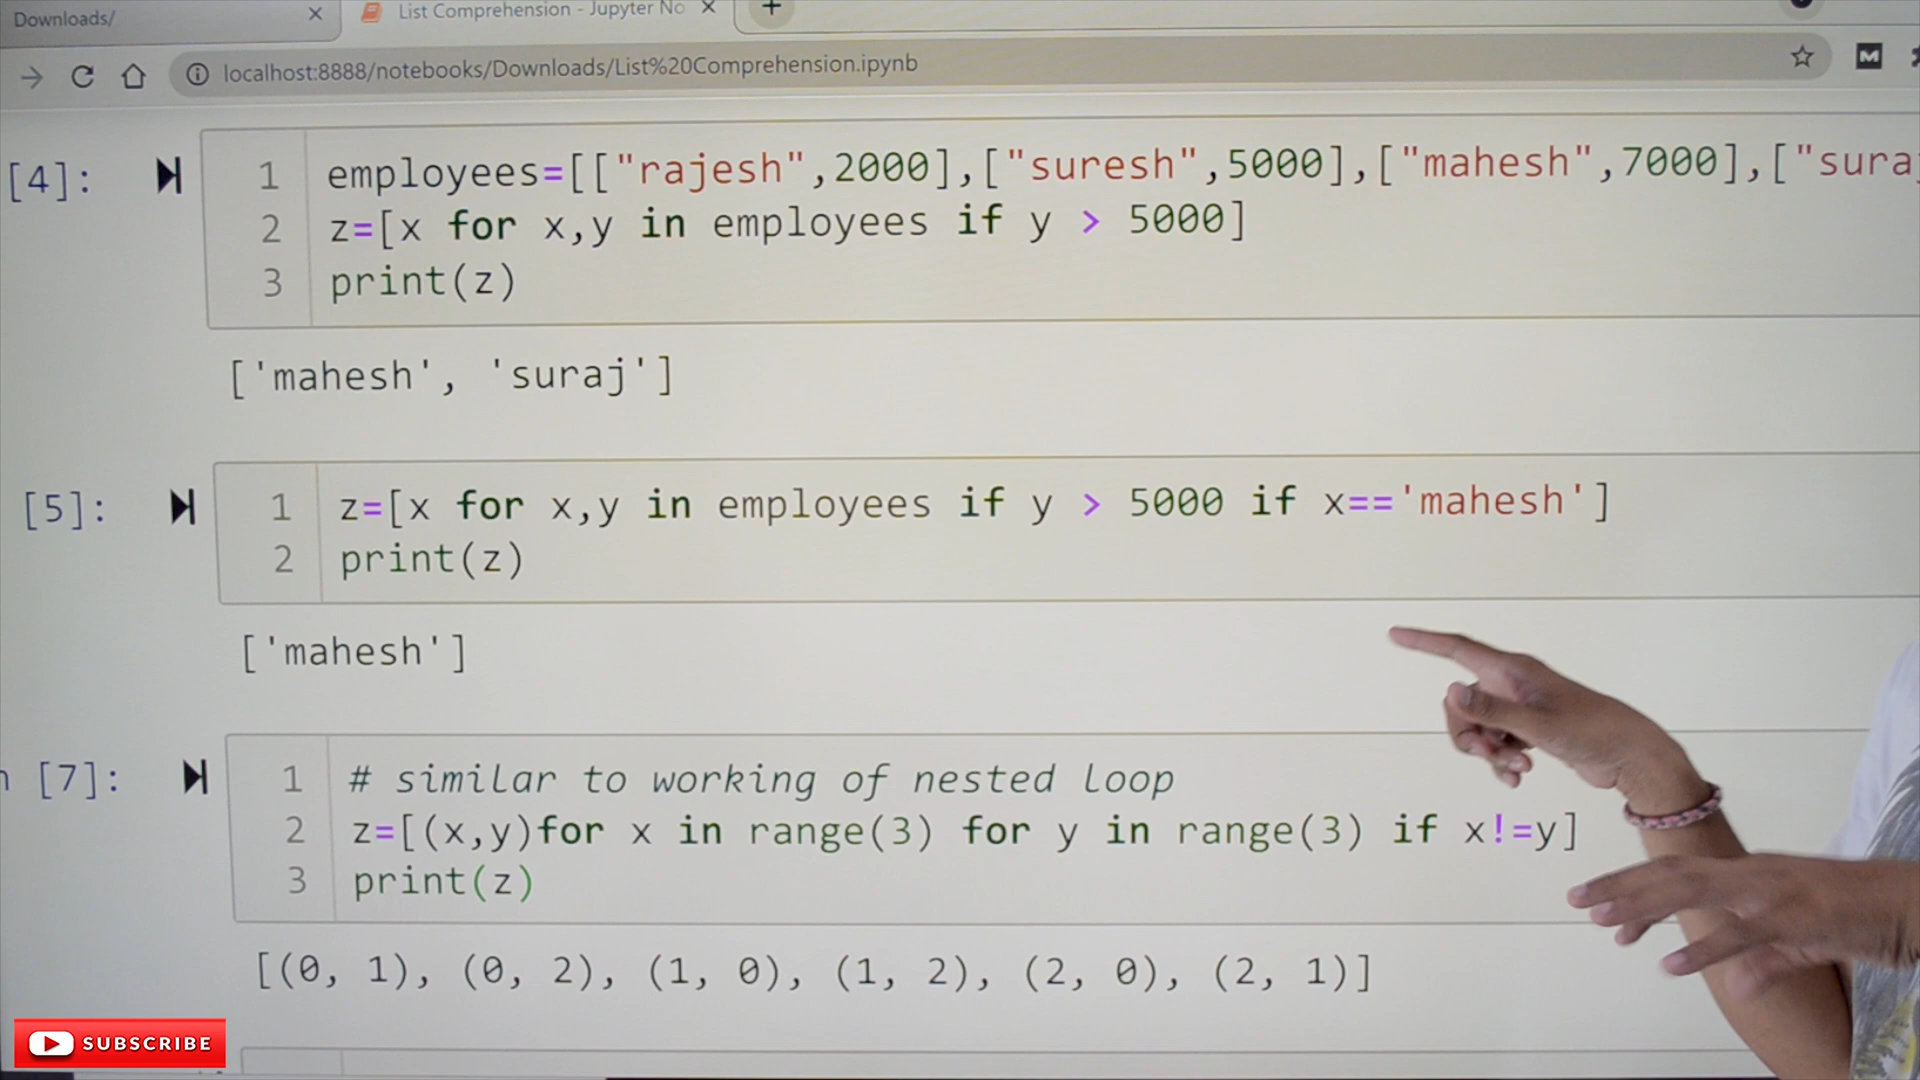 Downloads/
List Comprehension - Jupyter No
localhost:8888/notebooks/Downloads/List%20Comprehension.ipynb
[4]:
1 employees=[["rajesh",2000],["suresh",5000],["mahesh",7000],["suraj
2 z=[x for x,y in employees if y > 5000]
3 print(z)
['mahesh', 'suraj']
[5]:
1 z=[x for x,y in employees if y > 5000 if x=='mahesh']
2 print(z)
['mahesh']
n [7]:
1 # similar to working of nested loop
2 z=[(x,y)for x in range(3) for y in range(3) if x!=y]
3 print(z)
[(0, 1), (0, 2), (1, 0), (1, 2), (2, 0), (2, 1)]
SUBSCRIBE